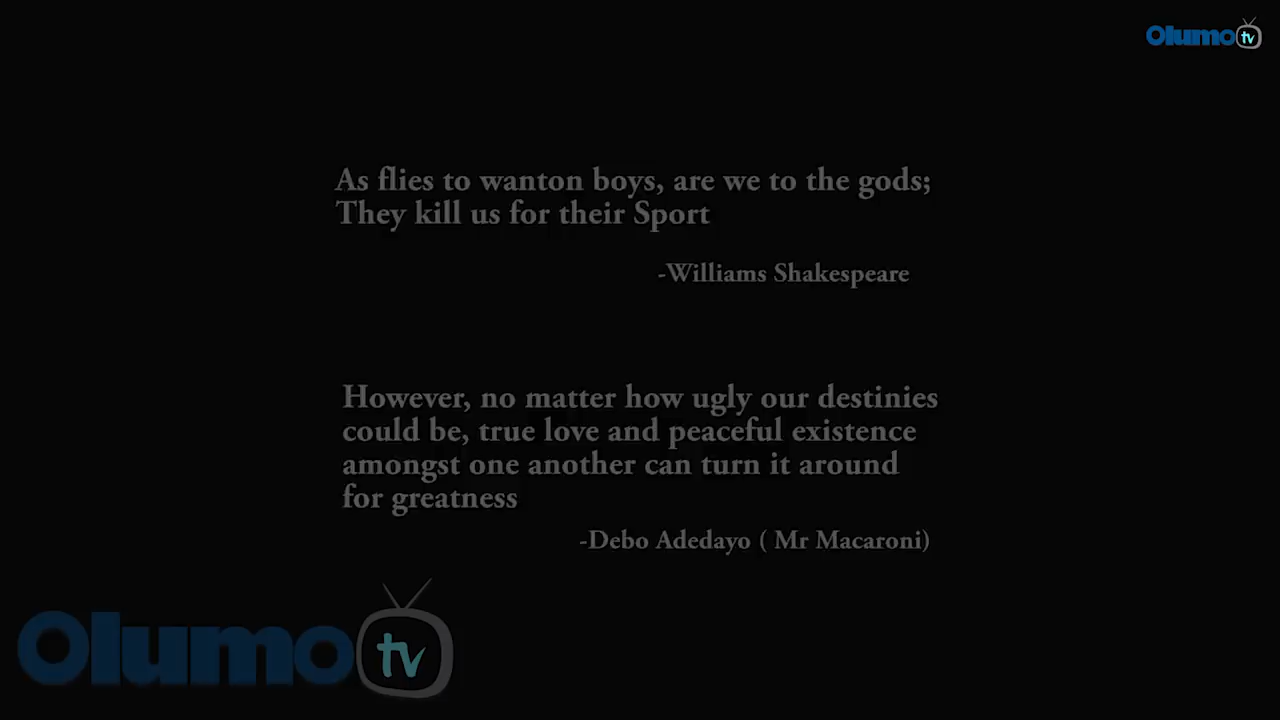 Olumo tv
As flies to wanton boys, are we to the gods;
They kill us for their Sport
-Williams Shakespeare
However, no matter how ugly our destinies
could be, true love and peaceful existence
amongst one another can turn it around
for greatness
-Debo Adedayo ( Mr Macaroni)
Olumo tv